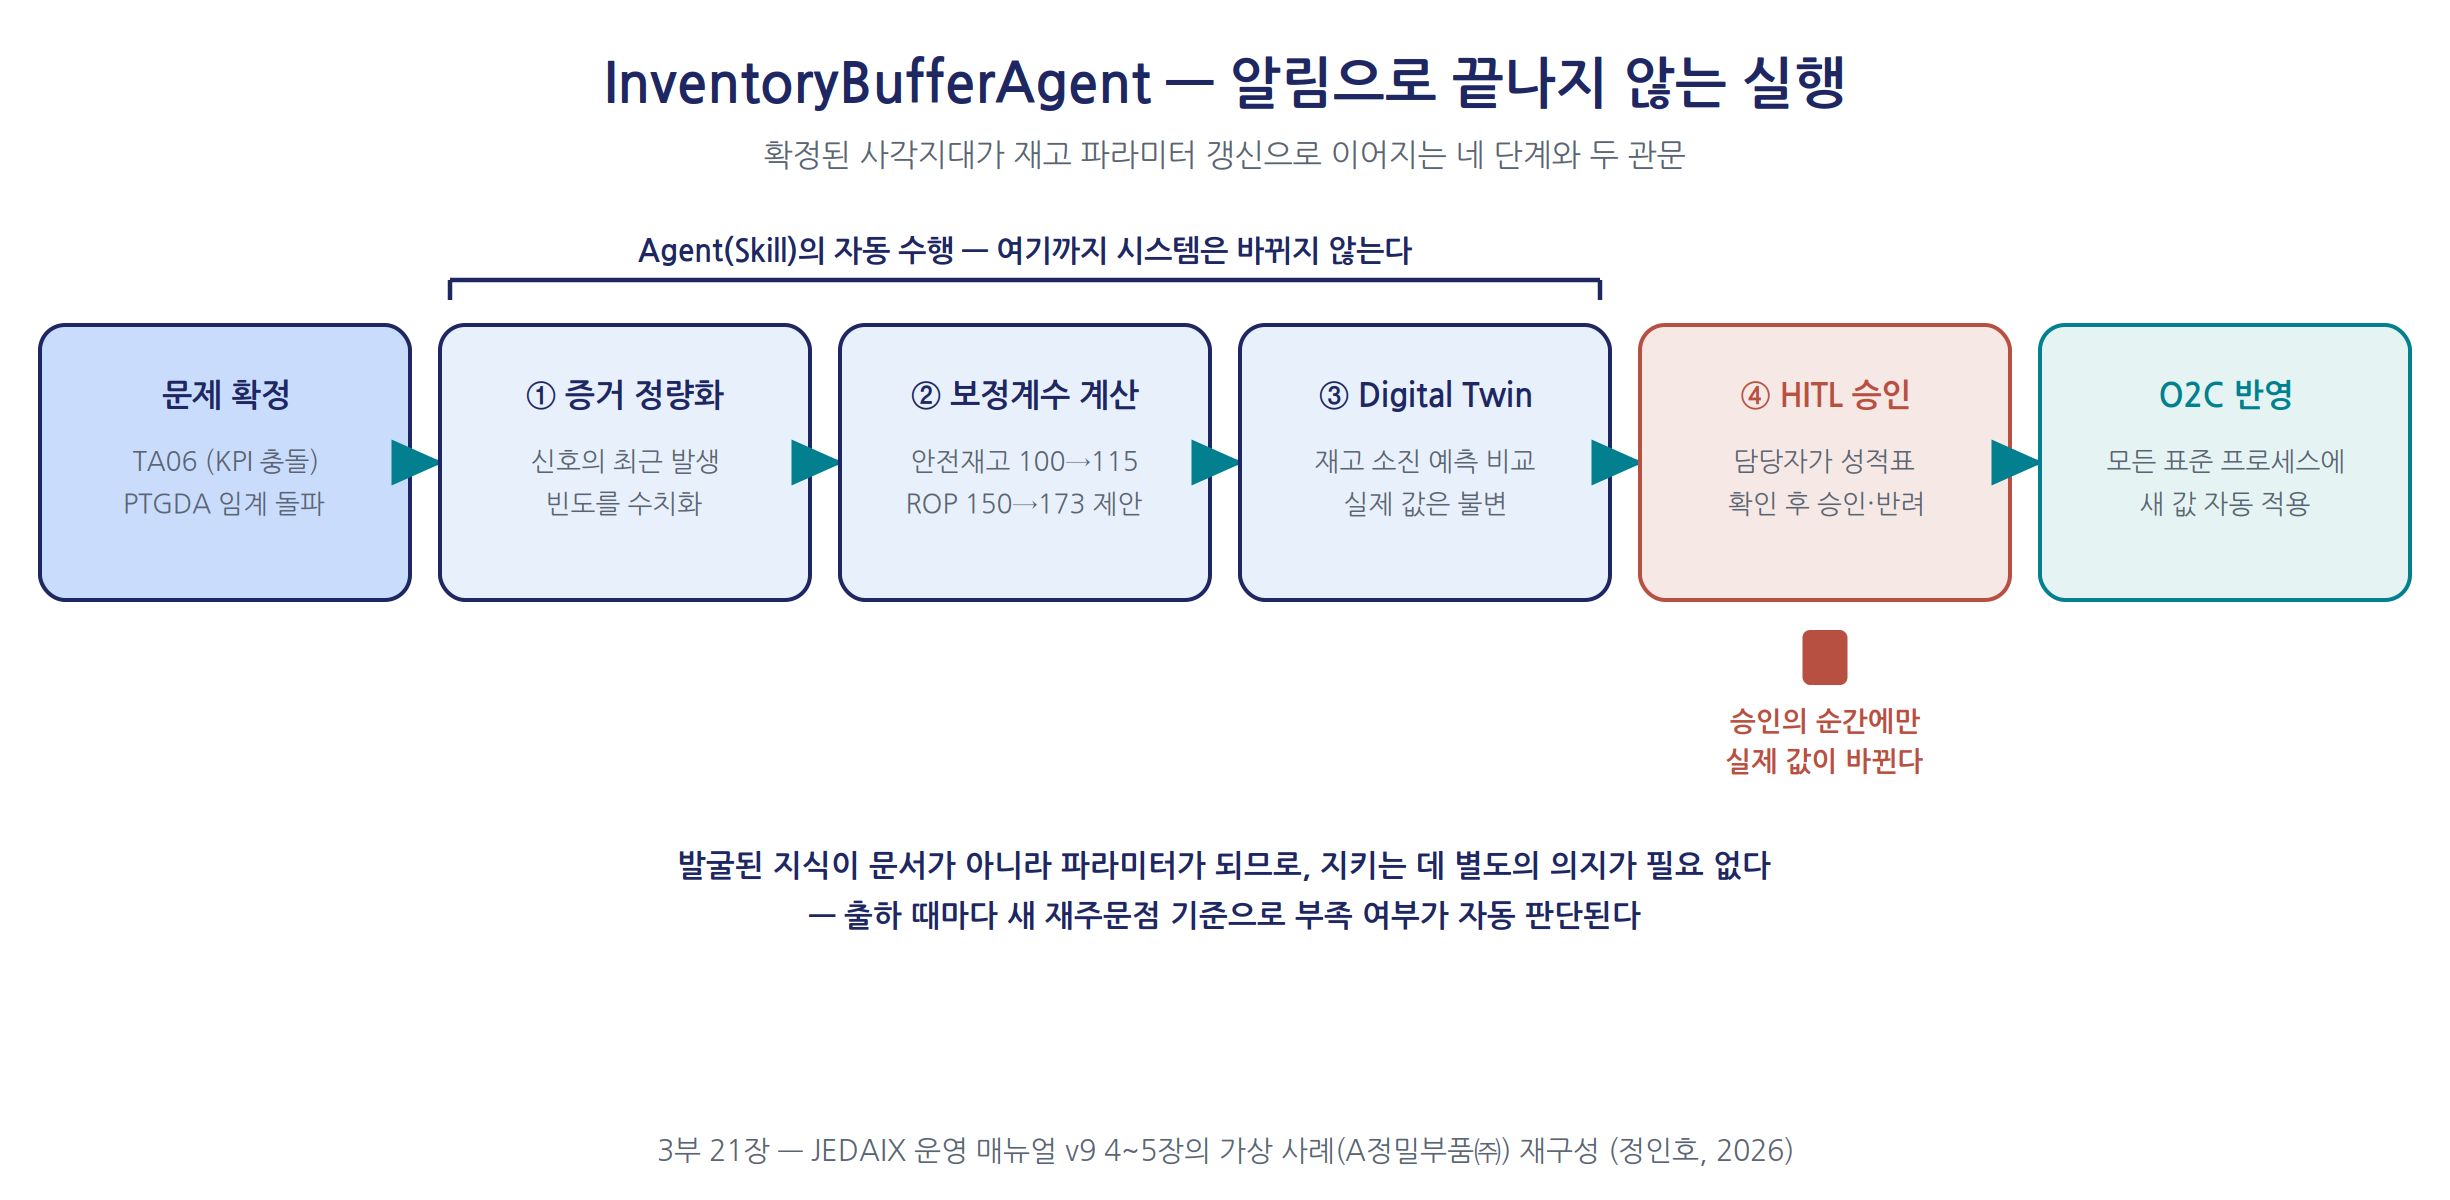 InventoryBufferAgent — 알림으로 끝나지 않는 실행
확정된 사각지대가 재고 파라미터 갱신으로 이어지는 네 단계와 두 관문
Agent(Skill)의 자동 수행 — 여기까지 시스템은 바뀌지 않는다
문제 확정
TA06 (KPI 충돌)
PTGDA 임계 돌파
① 증거 정량화
신호의 최근 발생
빈도를 수치화
② 보정계수 계산
안전재고 100→115
ROP 150→173 제안
③ Digital Twin
재고 소진 예측 비교
실제 값은 불변
④ HITL 승인
담당자가 성적표
확인 후 승인·반려
O2C 반영
모든 표준 프로세스에
새 값 자동 적용
승인의 순간에만
실제 값이 바뀐다
발굴된 지식이 문서가 아니라 파라미터가 되므로, 지키는 데 별도의 의지가 필요 없다
— 출하 때마다 새 재주문점 기준으로 부족 여부가 자동 판단된다
3부 21장 — JEDAIX 운영 매뉴얼 v9 4~5장의 가상 사례(A정밀부품㈜) 재구성 (정인호, 2026)